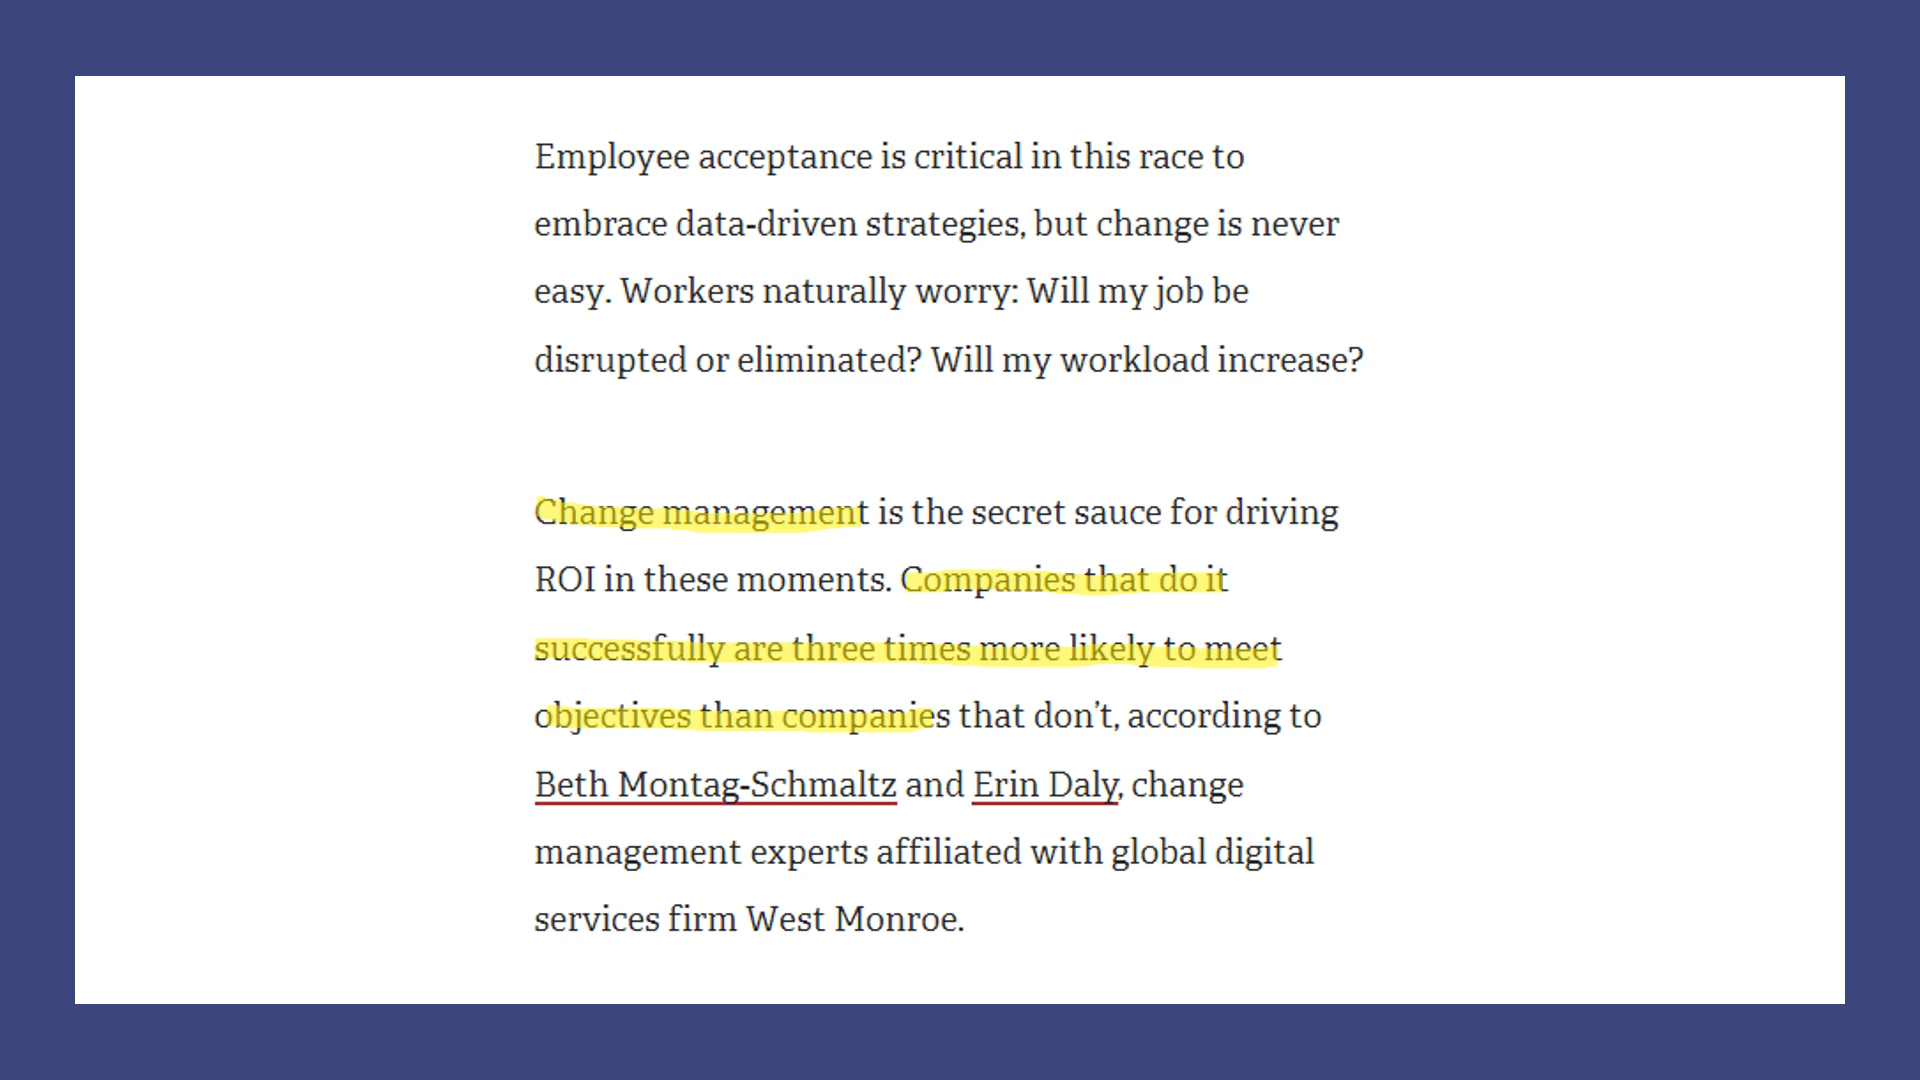 Employee acceptance is critical in this race to
embrace data-driven strategies, but change is never
easy. Workers naturally worry: Will my job be
disrupted or eliminated? Will my workload increase?
Change management is the secret sauce for driving
ROI in these moments. Companies that do it
successfully are three times more likely to meet
objectives than companies that don’t, according to
Beth Montag-Schmaltz and Erin Daly, change
management experts affiliated with global digital
services firm West Monroe.